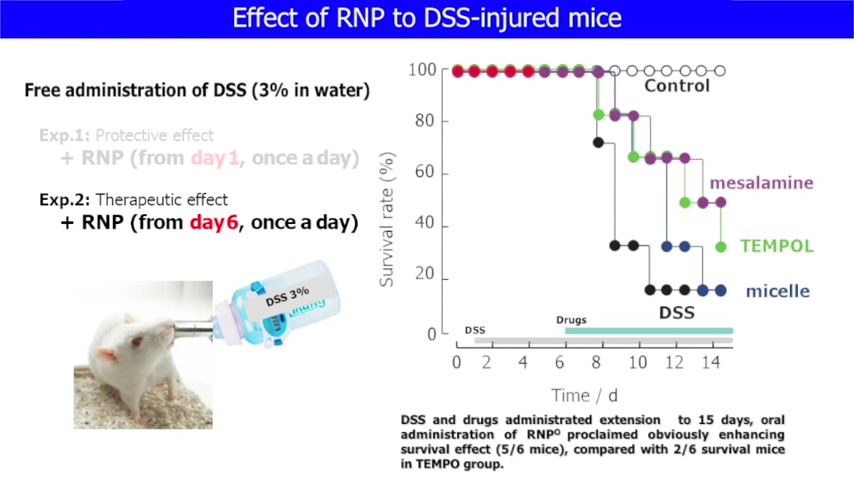 Effect of RNP to DSS-injured mice
Free administration of DSS (3% in water)
Exp.1: Protective effect
+ RNP (from day1, once a day)
Exp.2: Therapeutic effect
+ RNP (from day6, once a day)
DSS 3%
Survival rate (%)
100
80
60
40
20
0
Control
mesalamine
TEMPOL
micelle
DSS
Drugs
DSS
0 2 4 6 8 10 12 14
Time / d
DSS and drugs administrated extension to 15 days, oral
administration of RNPᴼ proclaimed obviously enhancing
survival effect (5/6 mice), compared with 2/6 survival mice
in TEMPO group.